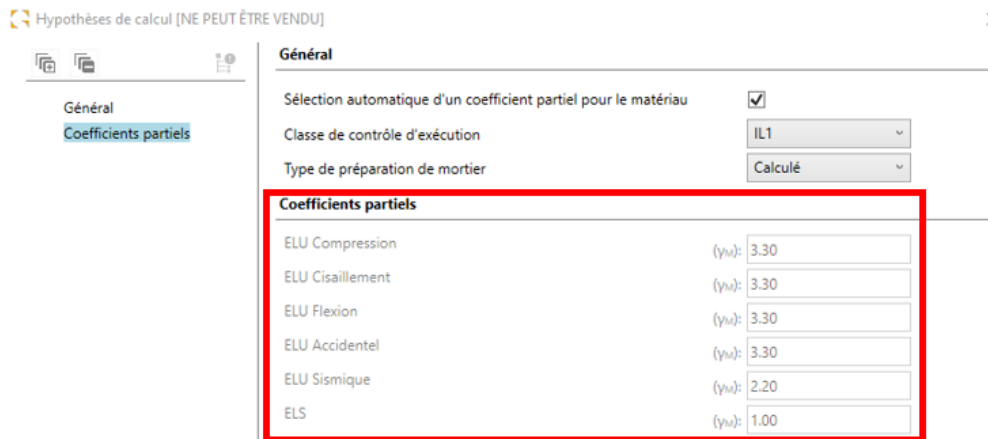 Hypothèses de calcul [NE PEUT ÊTRE VENDU]
Général
Coefficients partiels
Général
Sélection automatique d'un coefficient partiel pour le matériau
Classe de contrôle d'exécution IL1
Type de préparation de mortier Calculé
Coefficients partiels
ELU Compression (γM): 3.30
ELU Cisaillement (γM): 3.30
ELU Flexion (γM): 3.30
ELU Accidentel (γM): 3.30
ELU Sismique (γM): 2.20
ELS (γM): 1.00